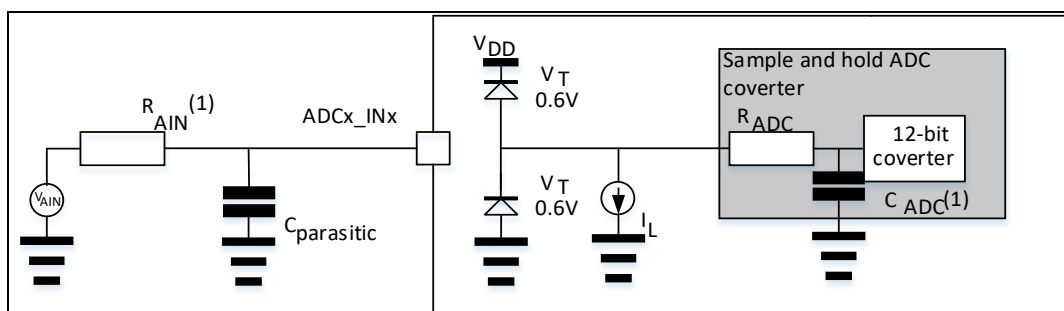 V_DD
V_T
0.6V
Sample and hold ADC
coverter
R_AIN(1)
ADCx_INx
R_ADC
12-bit
coverter
V_AIN
C_parasitic
V_T
0.6V
I_L
C_ADC(1)